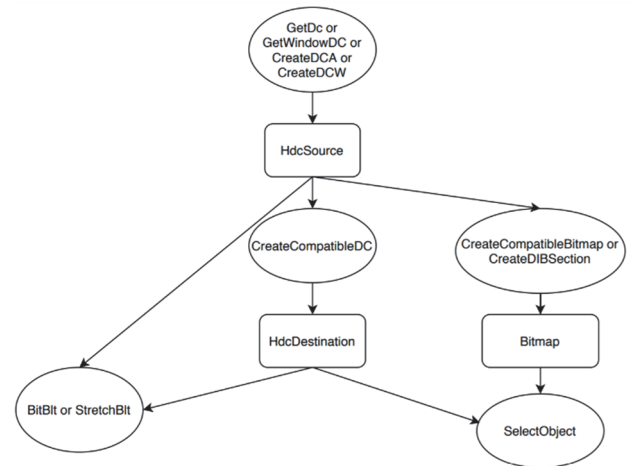 GetDc or
GetWindowDC or
CreateDCA or
CreateDCW
HdcSource
CreateCompatibleDC
CreateCompatibleBitmap or
CreateDIBSection
HdcDestination
Bitmap
BitBlt or StretchBlt
SelectObject